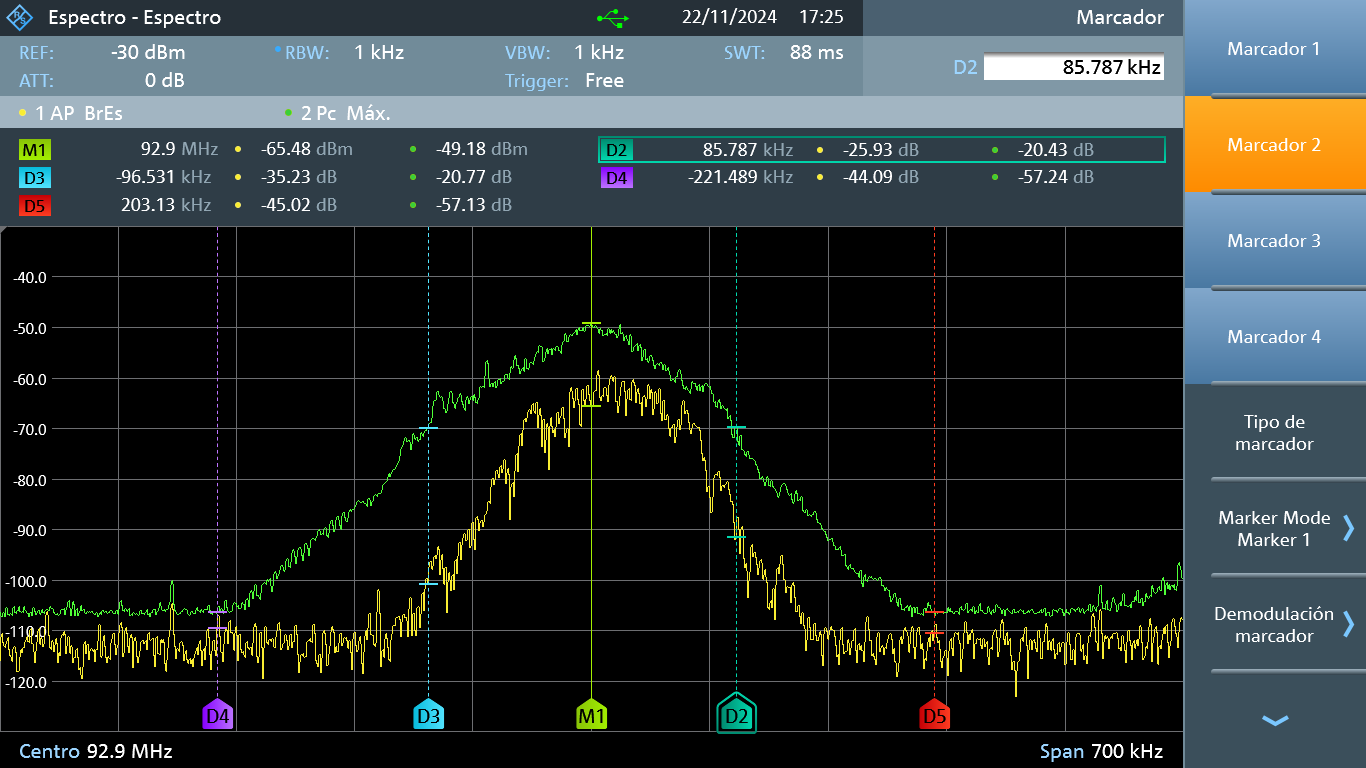 Espectro - Espectro 22/11/2024 17:25 Marcador
REF: -30 dBm RBW: 1 kHz VBW: 1 kHz SWT: 88 ms
D2 85.787 kHz
ATT: 0 dB Trigger: Free
1 AP BrEs 2 Pc Máx.
M1 92.9 MHz -65.48 dBm -49.18 dBm D2 85.787 kHz -25.93 dB -20.43 dB
D3 -96.531 kHz -35.23 dB -20.77 dB D4 -221.489 kHz -44.09 dB -57.24 dB
D5 203.13 kHz -45.02 dB -57.13 dB
-40.0
-50.0
-60.0
-70.0
-80.0
-90.0
-100.0
-110.0
-120.0
D4 D3 M1 D2 D5
Centro 92.9 MHz Span 700 kHz
Marcador 1
Marcador 2
Marcador 3
Marcador 4
Tipo de
marcador
Marker Mode
Marker 1
Demodulación
marcador